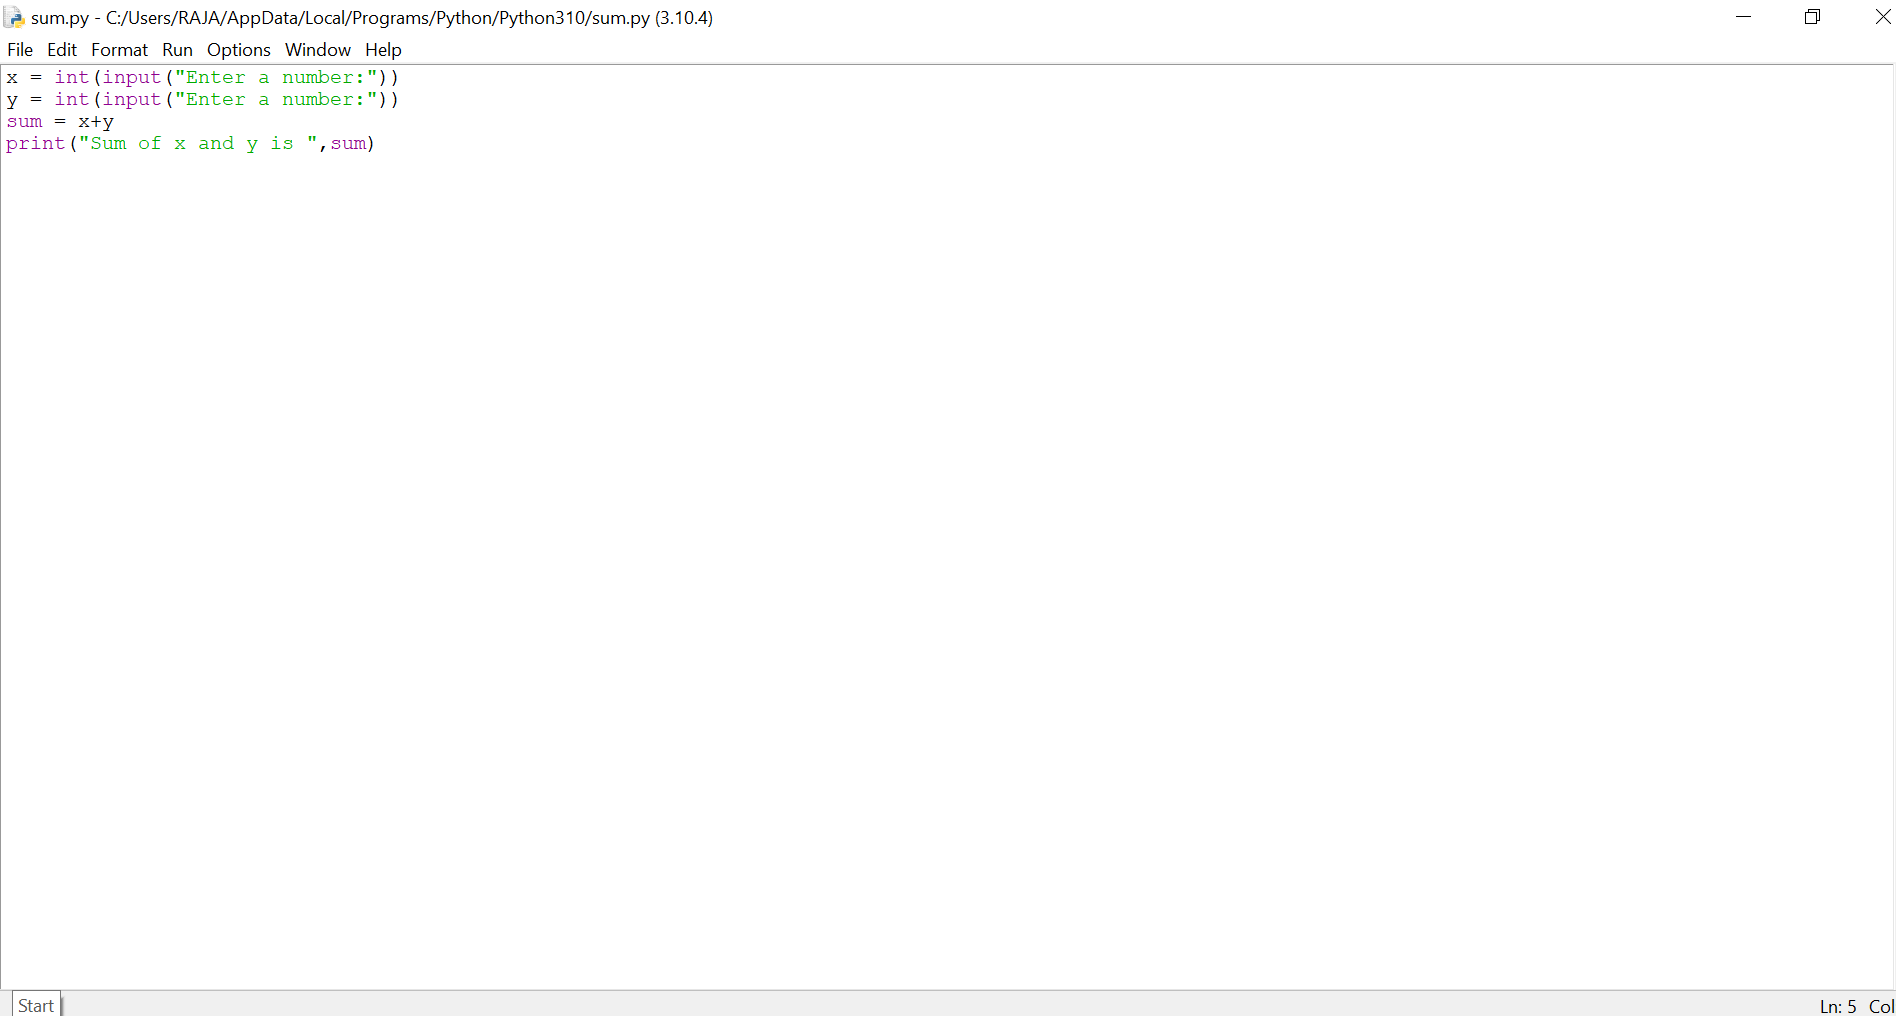 sum.py - C:/Users/RAJA/AppData/Local/Programs/Python/Python310/sum.py (3.10.4)
File Edit Format Run Options Window Help
x = int(input("Enter a number:"))
y = int(input("Enter a number:"))
sum = x+y
print("Sum of x and y is ",sum)
Start
Ln: 5 Col